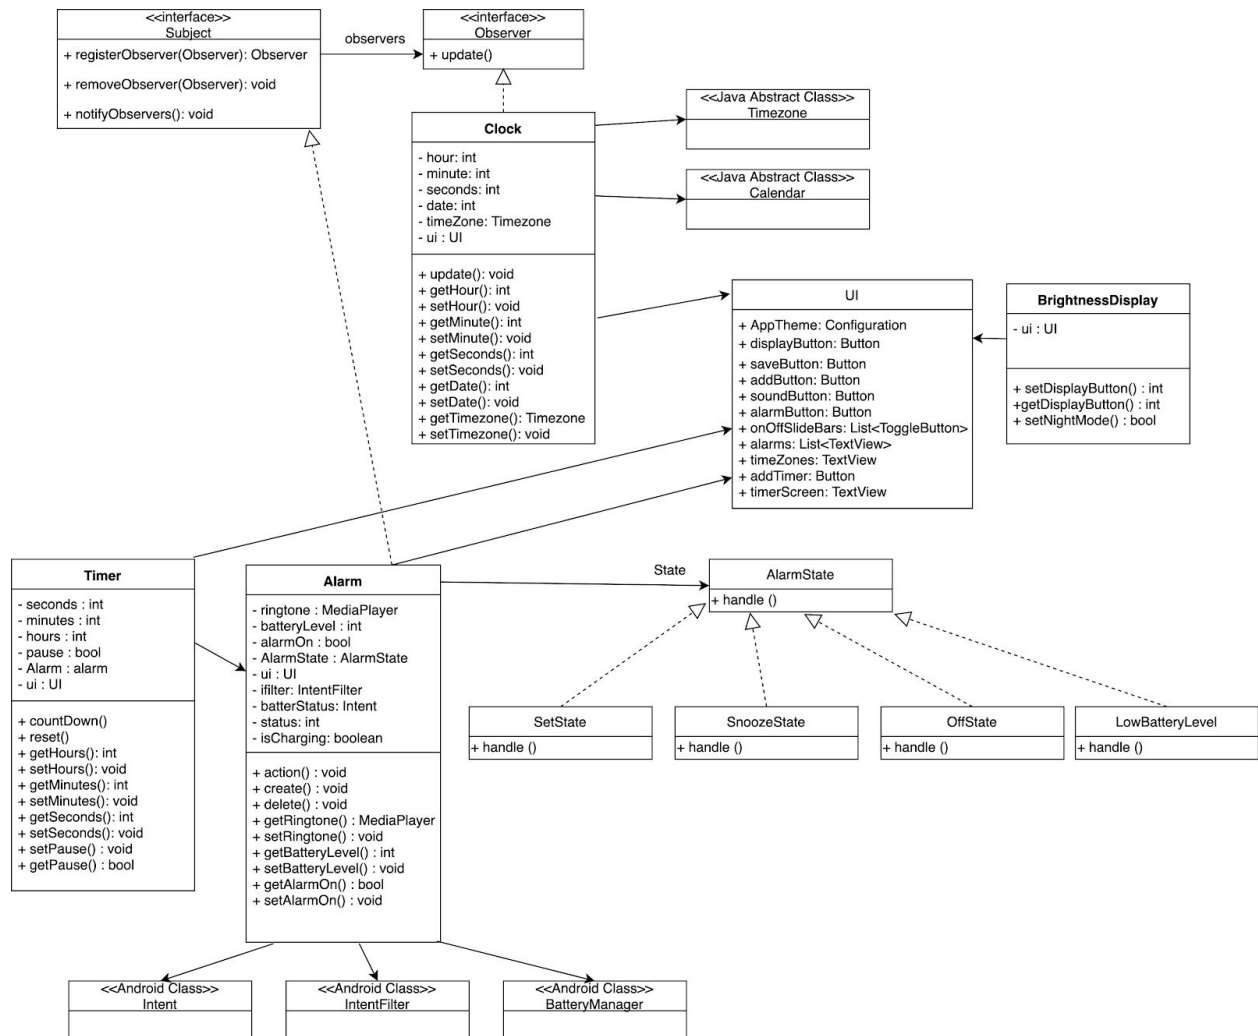 <<interface>>
Subject
+ registerObserver(Observer): Observer
+ removeObserver(Observer): void
+ notifyObservers(): void
observers
<<interface>>
Observer
+ update()
Clock
- hour: int
- minute: int
- seconds: int
- date: int
- timeZone: Timezone
- ui : UI
+ update(): void
+ getHour(): int
+ setHour(): void
+ getMinute(): int
+ setMinute(): void
+ getSeconds(): int
+ setSeconds(): void
+ getDate(): int
+ setDate(): void
+ getTimezone(): Timezone
+ setTimezone(): void
<<Java Abstract Class>>
Timezone
<<Java Abstract Class>>
Calendar
UI
+ AppTheme: Configuration
+ displayButton: Button
+ saveButton: Button
+ addButton: Button
+ soundButton: Button
+ alarmButton: Button
+ onOffSlideBars: List<ToggleButton>
+ alarms: List<TextView>
+ timeZones: TextView
+ addTimer: Button
+ timerScreen: TextView
BrightnessDisplay
- ui : UI
+ setDisplayButton() : int
+getDisplayButton() : int
+ setNightMode() : bool
Timer
- seconds : int
- minutes : int
- hours : int
- pause : bool
- Alarm : alarm
- ui : UI
+ countDown()
+ reset()
+ getHours(): int
+ setHours(): void
+ getMinutes(): int
+ setMinutes(): void
+ getSeconds(): int
+ setSeconds(): void
+ setPause() : void
+ getPause() : bool
Alarm
- ringtone : MediaPlayer
- batteryLevel : int
- alarmOn : bool
- AlarmState : AlarmState
- ui : UI
- ifilter: IntentFilter
- batterStatus: Intent
- status: int
- isCharging: boolean
+ action() : void
+ create() : void
+ delete() : void
+ getRingtone() : MediaPlayer
+ setRingtone() : void
+ getBatteryLevel() : int
+ setBatteryLevel() : void
+ getAlarmOn() : bool
+ setAlarmOn() : void
State
AlarmState
+ handle ()
SetState
+ handle ()
SnoozeState
+ handle ()
OffState
+ handle ()
LowBatteryLevel
+ handle ()
<<Android Class>>
Intent
<<Android Class>>
IntentFilter
<<Android Class>>
BatteryManager